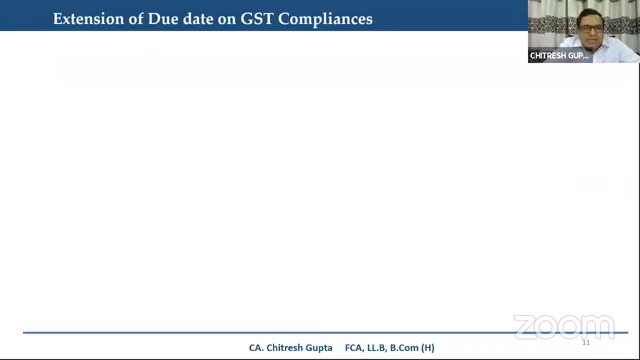 Extension of Due date on GST Compliances
CHITRESH GUP...
zoom
11
CA. Chitresh Gupta FCA, LL.B, B.Com (H)